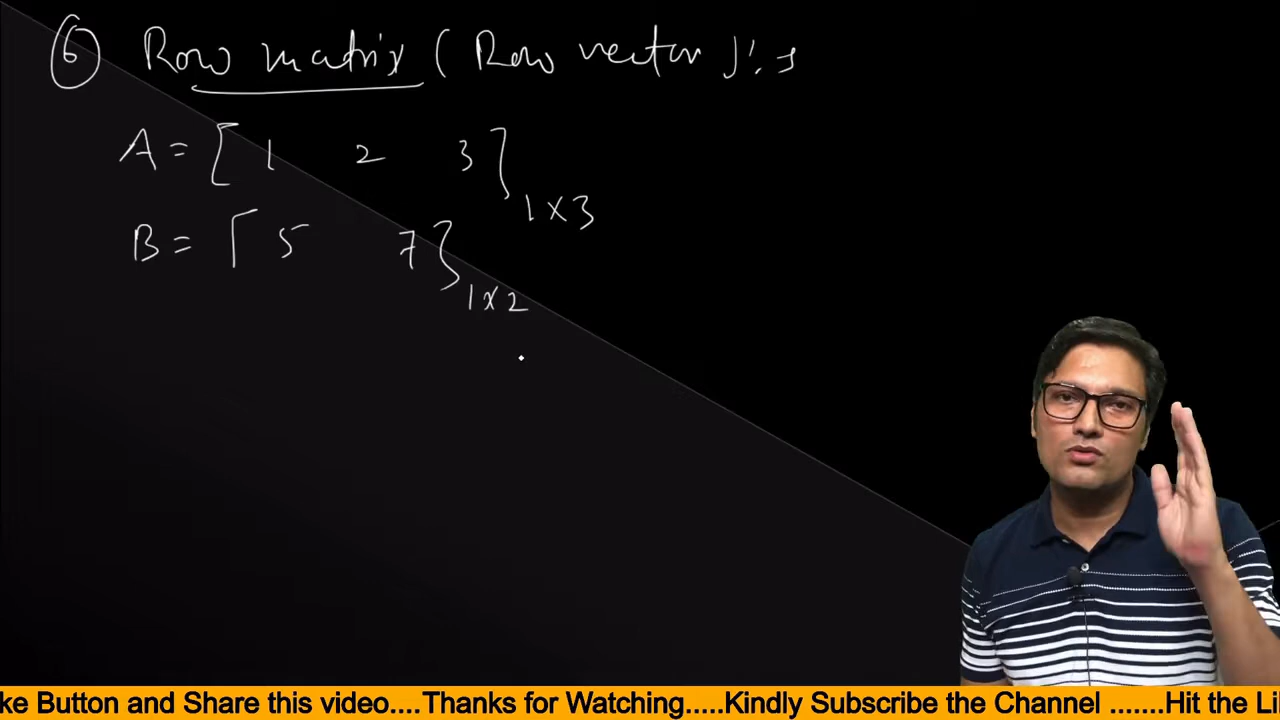 ⑥ Row matrix (Row vector) :-
A = [ 1 2 3 ] 1 x 3
B = [ 5 7 ] 1 x 2
ke Button and Share this video....Thanks for Watching.....Kindly Subscribe the Channel .......Hit the Li